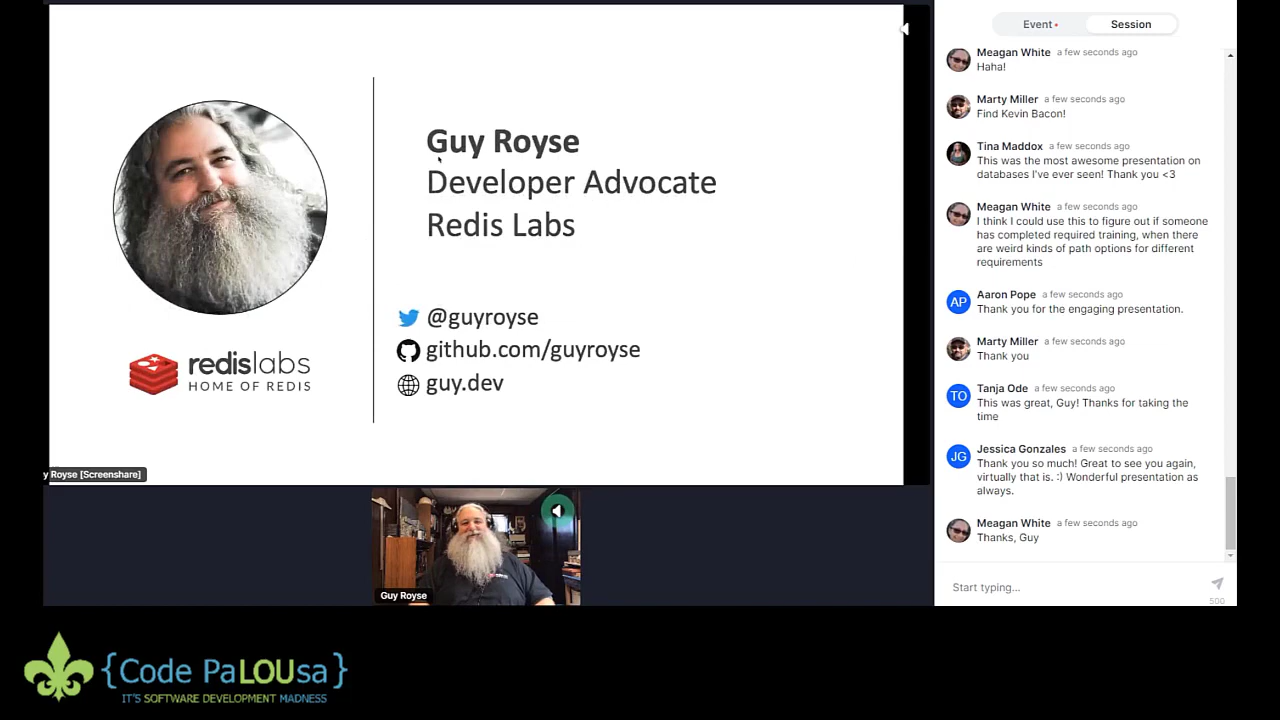 Guy Royse
Developer Advocate
Redis Labs
@guyroyse
github.com/guyroyse
guy.dev
redislabs
HOME OF REDIS
y Royse [Screenshare]
Guy Royse
Event
Session
Meagan White a few seconds ago
Haha!
Marty Miller a few seconds ago
Find Kevin Bacon!
Tina Maddox a few seconds ago
This was the most awesome presentation on
databases I've ever seen! Thank you <3
Meagan White a few seconds ago
I think I could use this to figure out if someone
has completed required training, when there
are weird kinds of path options for different
requirements
AP
Aaron Pope a few seconds ago
Thank you for the engaging presentation.
Marty Miller a few seconds ago
Thank you
TO
Tanja Ode a few seconds ago
This was great, Guy! Thanks for taking the
time
JG
Jessica Gonzales a few seconds ago
Thank you so much! Great to see you again,
virtually that is. :) Wonderful presentation as
always.
Meagan White a few seconds ago
Thanks, Guy
Start typing...
500
{Code PaLOUsa}
IT'S SOFTWARE DEVELOPMENT MADNESS